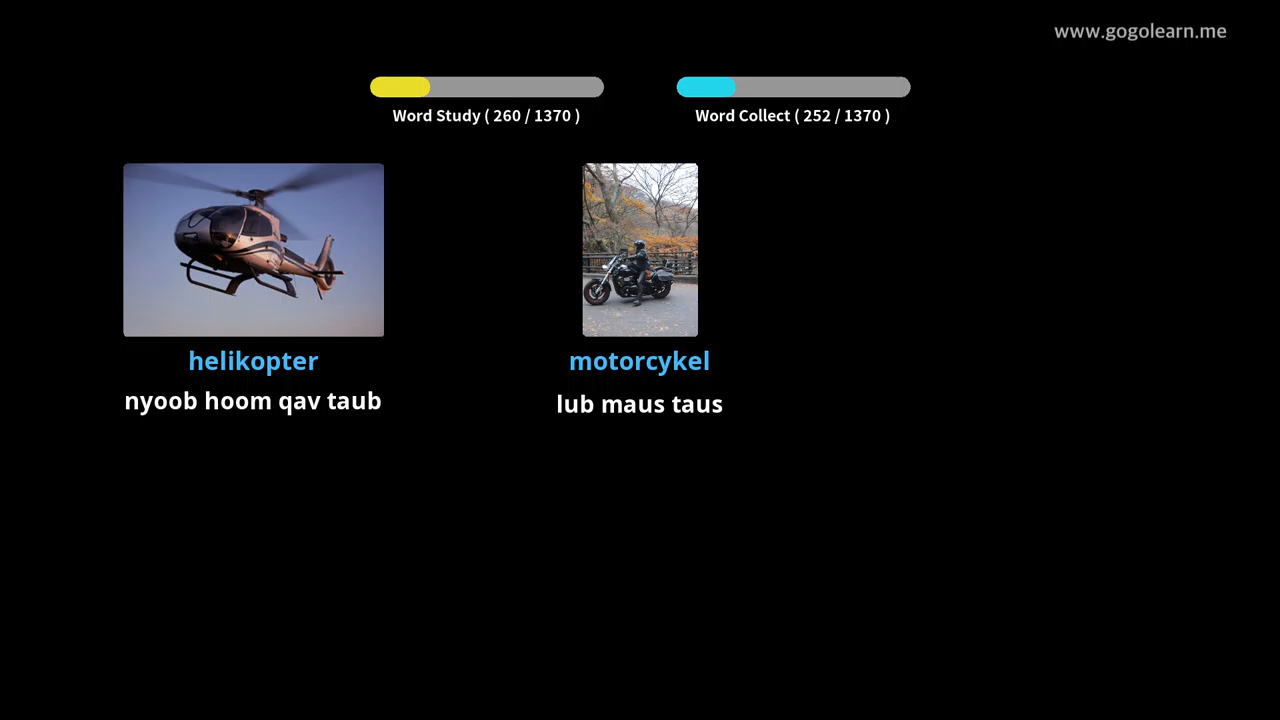 www.gogolearn.me
Word Study ( 260 / 1370 )
Word Collect ( 252 / 1370 )
helikopter
nyoob hoom qav taub
motorcykel
lub maus taus